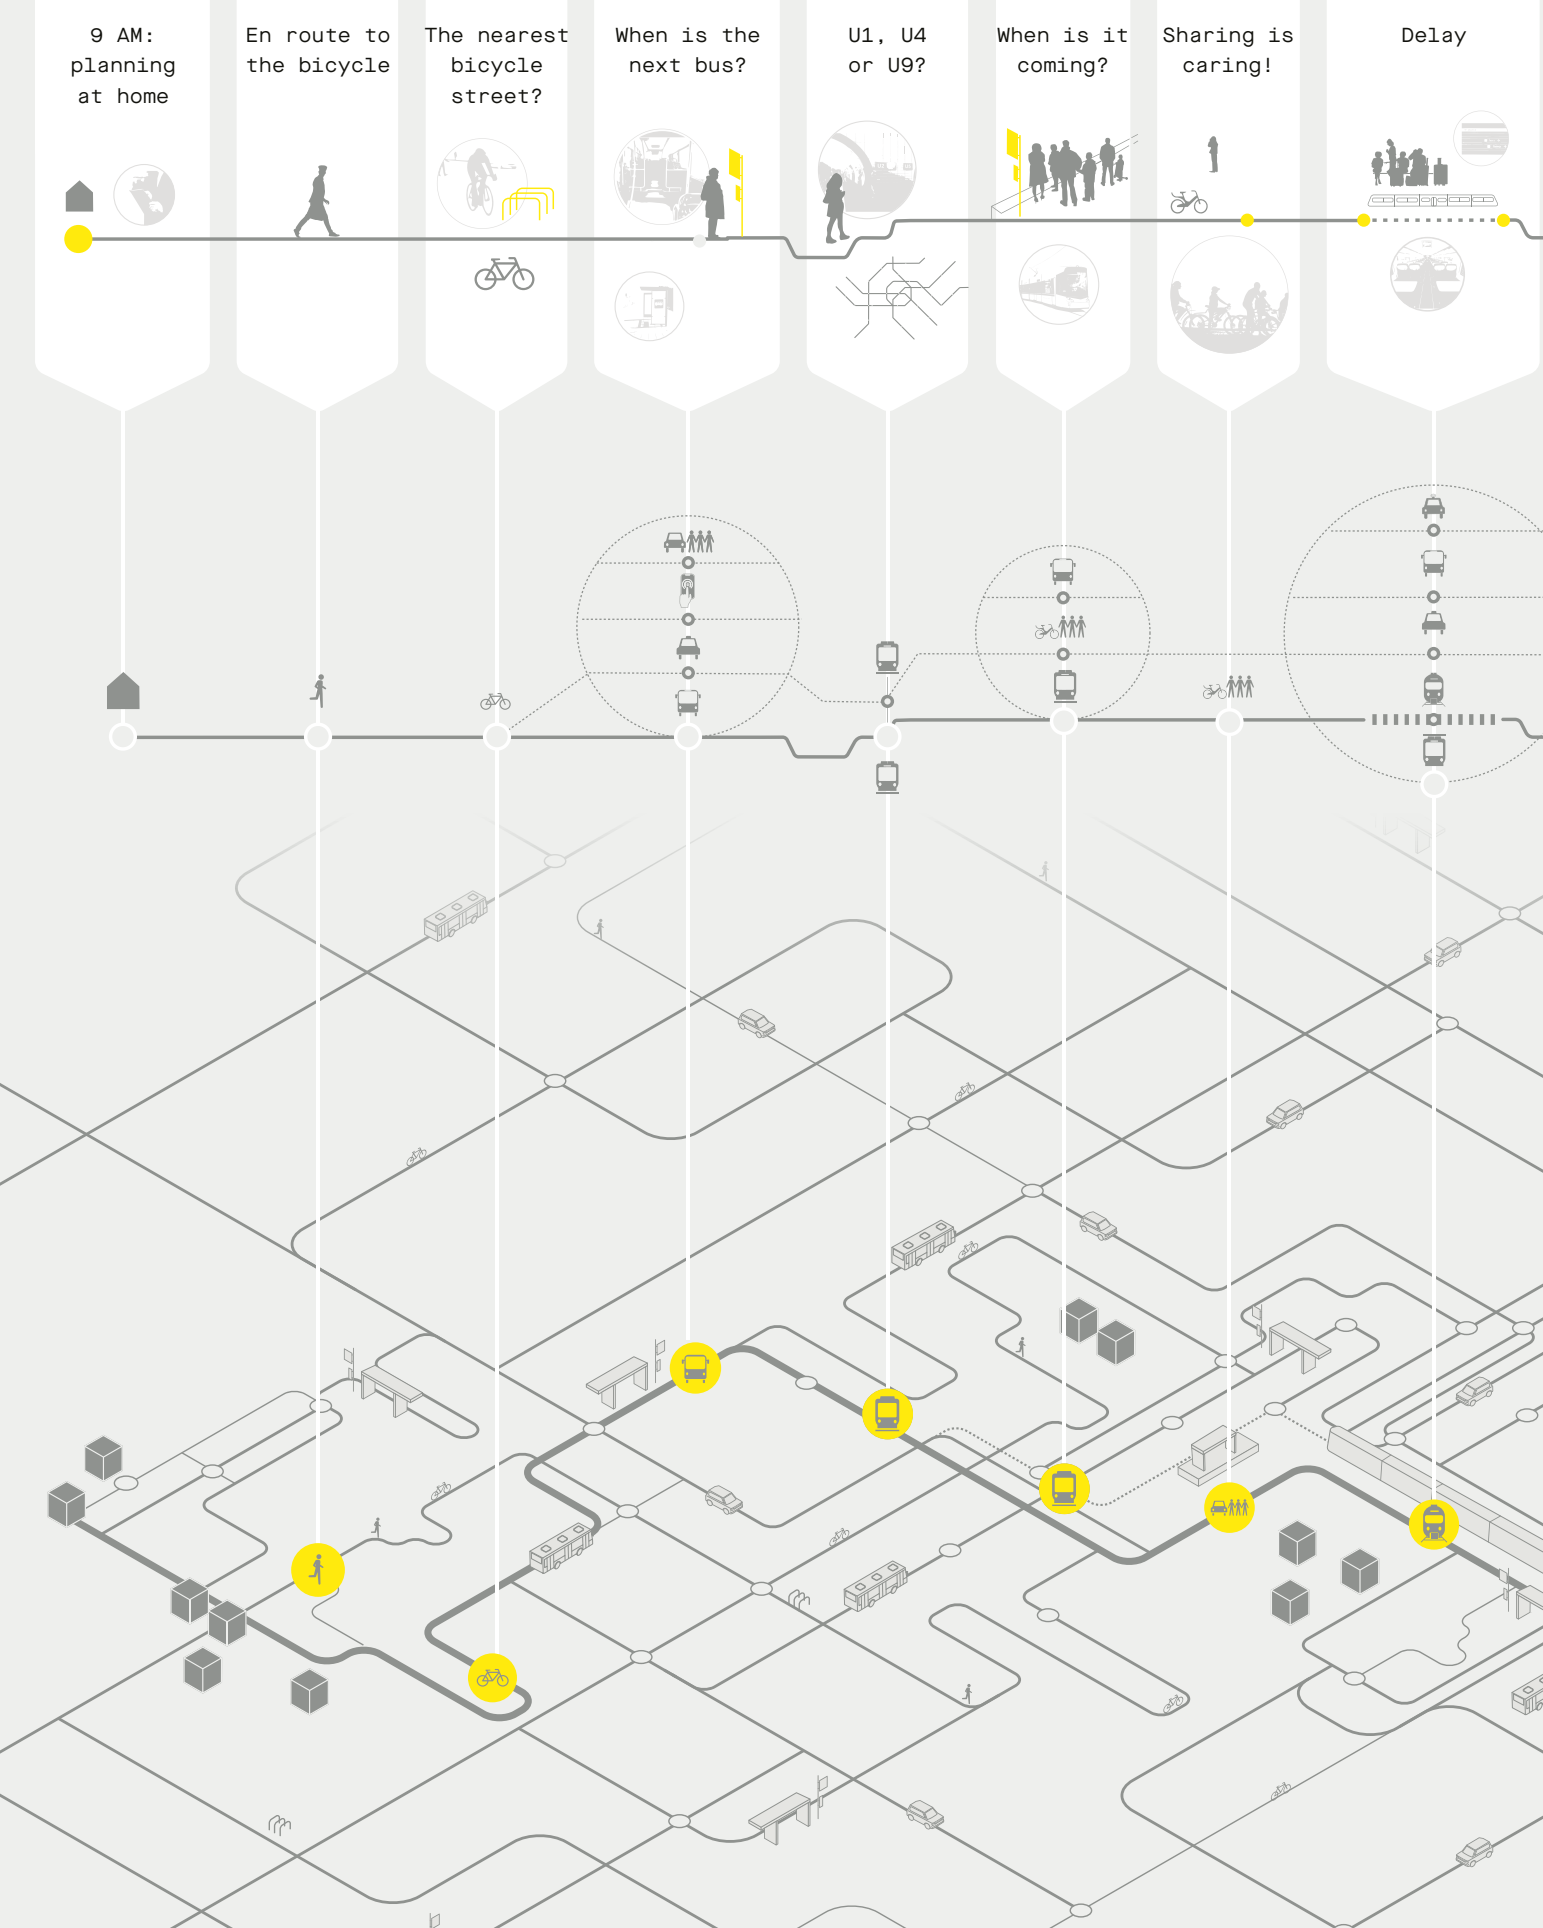 9 AM:
planning
at home
En route to
the bicycle
The nearest
bicycle
street?
When is the
next bus?
U1, U4
or U9?
When is it
coming?
Sharing is
caring!
Delay